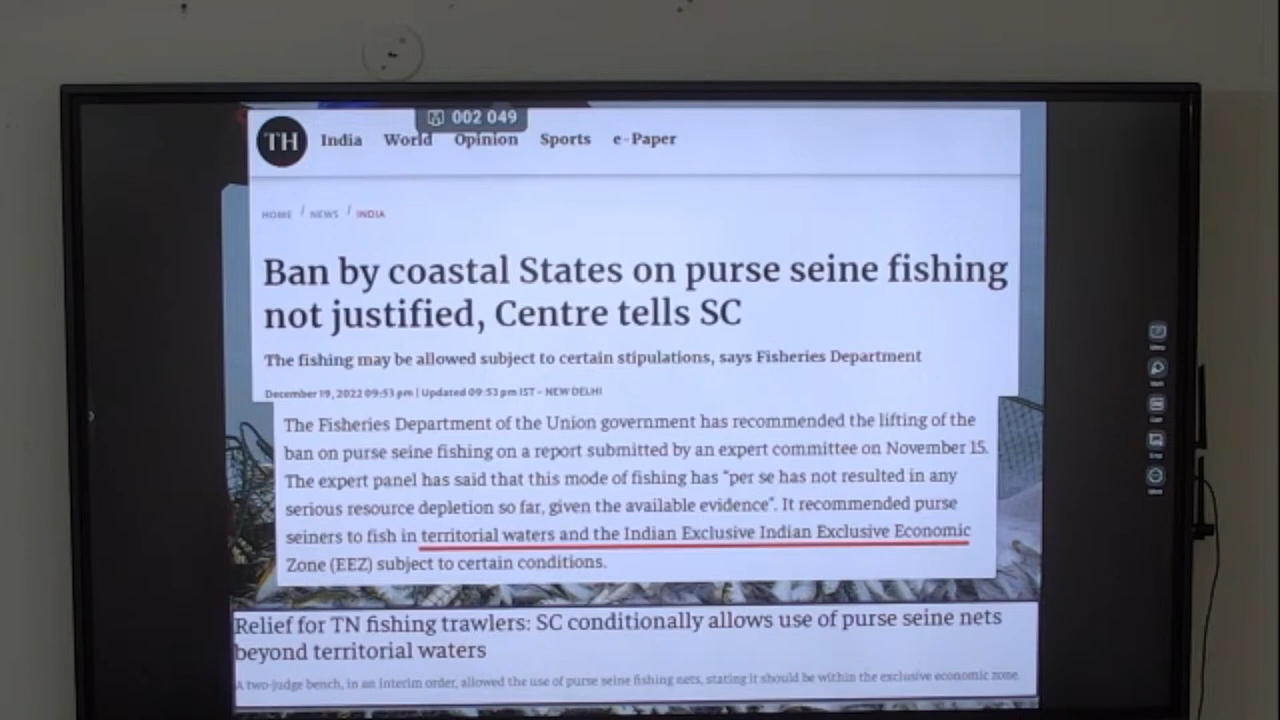 002 049
TH India World Opinion Sports e-Paper
HOME / NEWS / INDIA
Ban by coastal States on purse seine fishing
not justified, Centre tells SC
The fishing may be allowed subject to certain stipulations, says Fisheries Department
December 19, 2022 09:53 pm | Updated 09:53 pm IST - NEW DELHI
The Fisheries Department of the Union government has recommended the lifting of the
ban on purse seine fishing on a report submitted by an expert committee on November 15.
The expert panel has said that this mode of fishing has "per se has not resulted in any
serious resource depletion so far, given the available evidence". It recommended purse
seiners to fish in territorial waters and the Indian Exclusive Indian Exclusive Economic
Zone (EEZ) subject to certain conditions.
Relief for TN fishing trawlers: SC conditionally allows use of purse seine nets
beyond territorial waters
A two-judge bench, in an interim order, allowed the use of purse seine fishing nets, stating it should be within the exclusive economic zone.